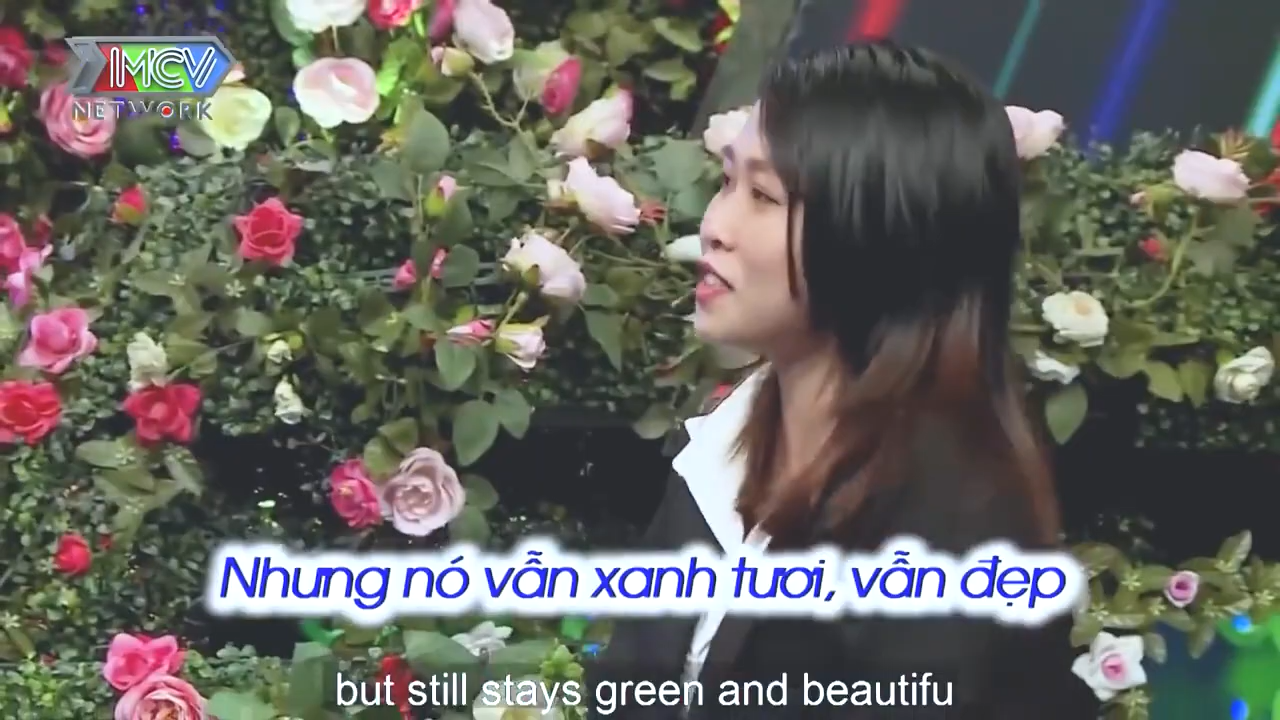 MCV
NETWORK
Nhưng nó vẫn xanh tươi, vẫn đẹp
but still stays green and beautifu